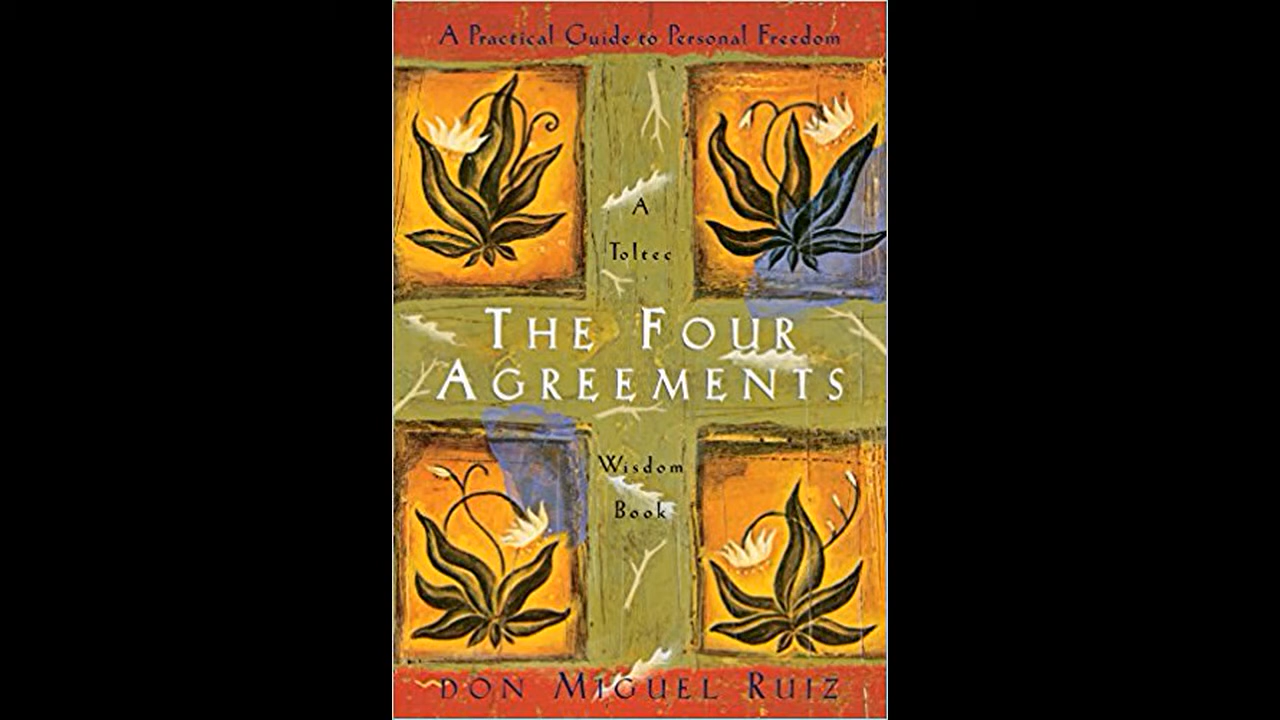 A Practical Guide to Personal Freedom
A
Toltec
THE FOUR
AGREEMENTS
Wisdom
Book
DON MIGUEL RUIZ